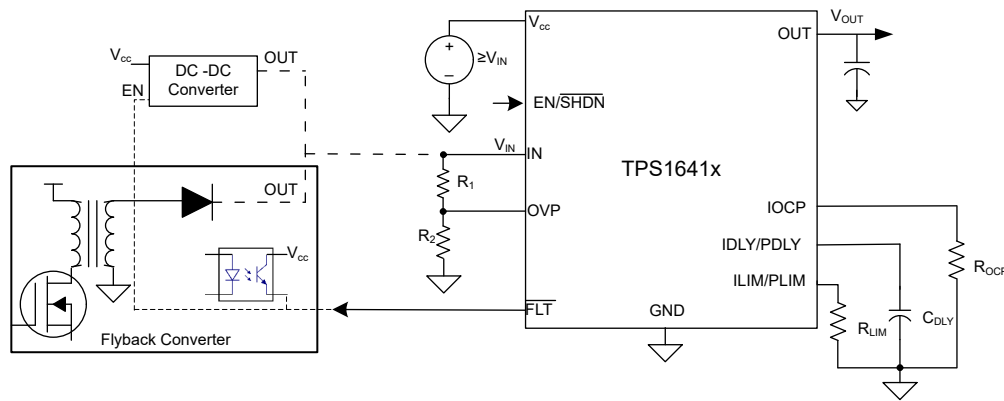 Vcc
DC -DC
Converter
OUT
EN
OUT
Vcc
Flyback Converter
≥VIN
VIN
R1
R2
Vcc
EN/SHDN
IN
OVP
FLT
TPS1641x
GND
OUT
IOCP
IDLY/PDLY
ILIM/PLIM
VOUT
RLIM
CDLY
ROCP